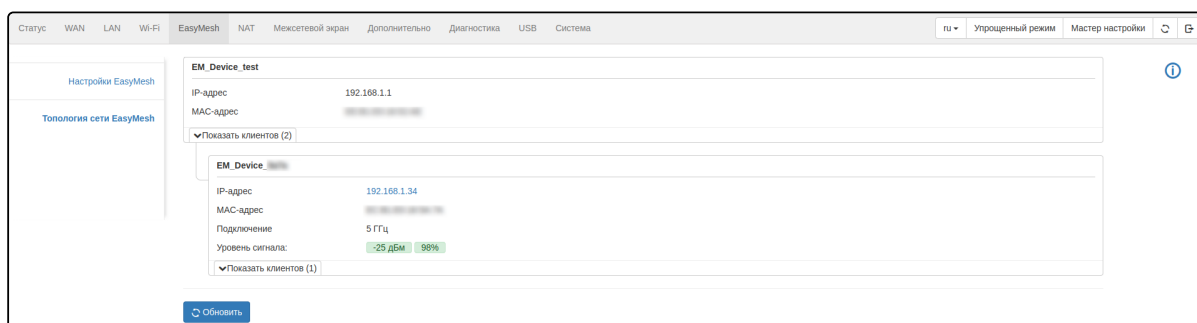 Статус WAN LAN Wi-Fi EasyMesh NAT Межсетевой экран Дополнительно Диагностика USB Система ru Упрощенный режим Мастер настройки
Настройки EasyMesh
Топология сети EasyMesh
EM_Device_test
IP-адрес 192.168.1.1
MAC-адрес
Показать клиентов (2)
EM_Device_
IP-адрес 192.168.1.34
MAC-адрес
Подключение 5 ГГц
Уровень сигнала: -25 дБм 98%
Показать клиентов (1)
Обновить